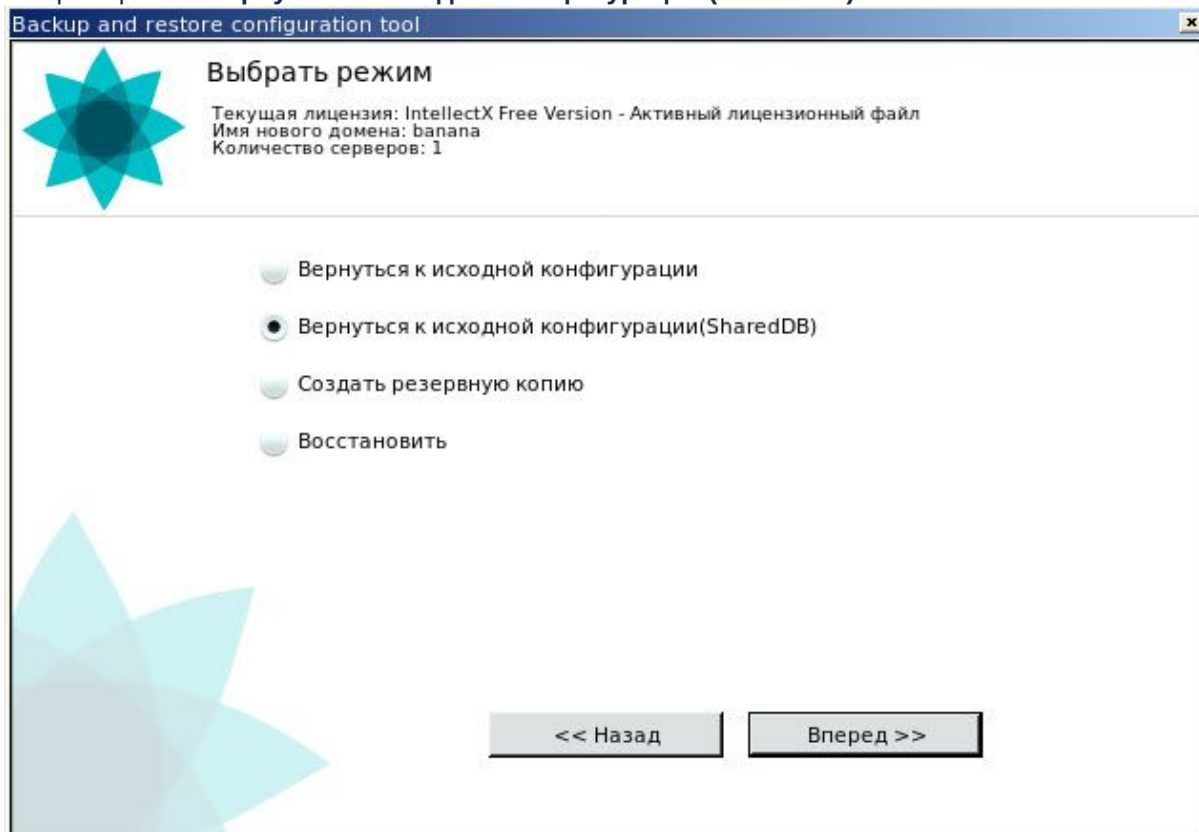 Backup and restore configuration tool
Выбрать режим
Текущая лицензия: IntellectX Free Version - Активный лицензионный файл
Имя нового домена: banana
Количество серверов: 1
Вернуться к исходной конфигурации
Вернуться к исходной конфигурации(SharedDB)
Создать резервную копию
Восстановить
<< Назад
Вперед >>